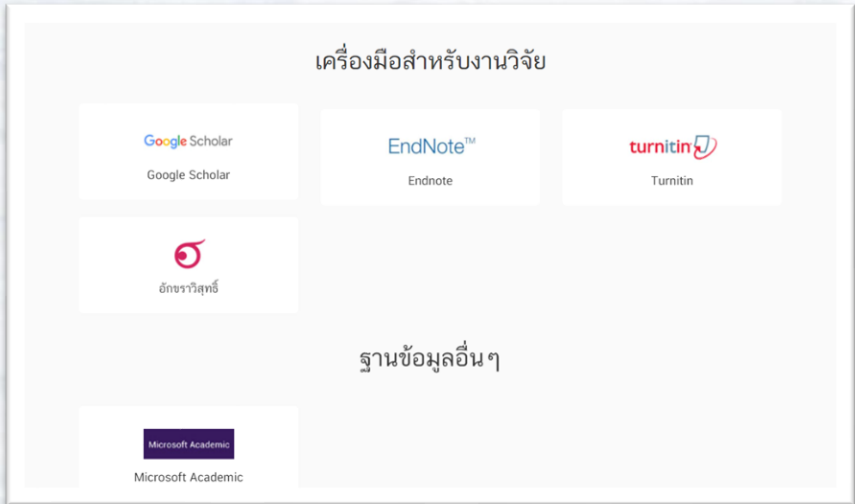 เครื่องมือสำหรับงานวิจัย
Google Scholar
Google Scholar
EndNote™
Endnote
turnitin
Turnitin
อักขราวิสุทธิ์
ฐานข้อมูลอื่น ๆ
Microsoft Academic
Microsoft Academic